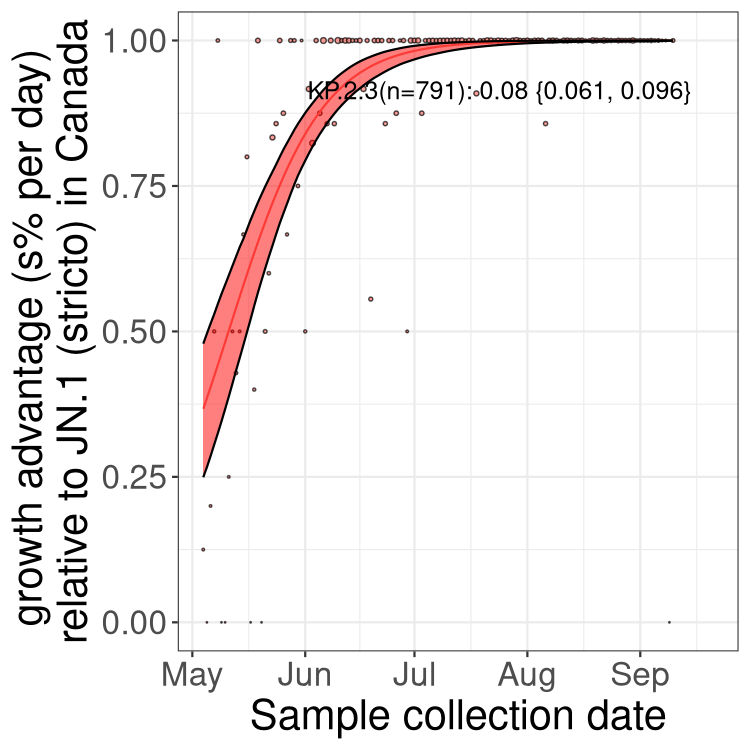 growth advantage (s% per day)
relative to JN.1 (stricto) in Canada
1.00
0.75
0.50
0.25
0.00
KP.2.3(n=791): 0.08 {0.061, 0.096}
May Jun Jul Aug Sep
Sample collection date